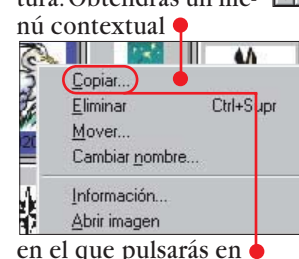 tura. Obtendrás un me-
nú contextual
Copiar...
Eliminar Ctrl+Supr
Mover...
Cambiar nombre...
Información...
Abrir imagen
en el que pulsarás en